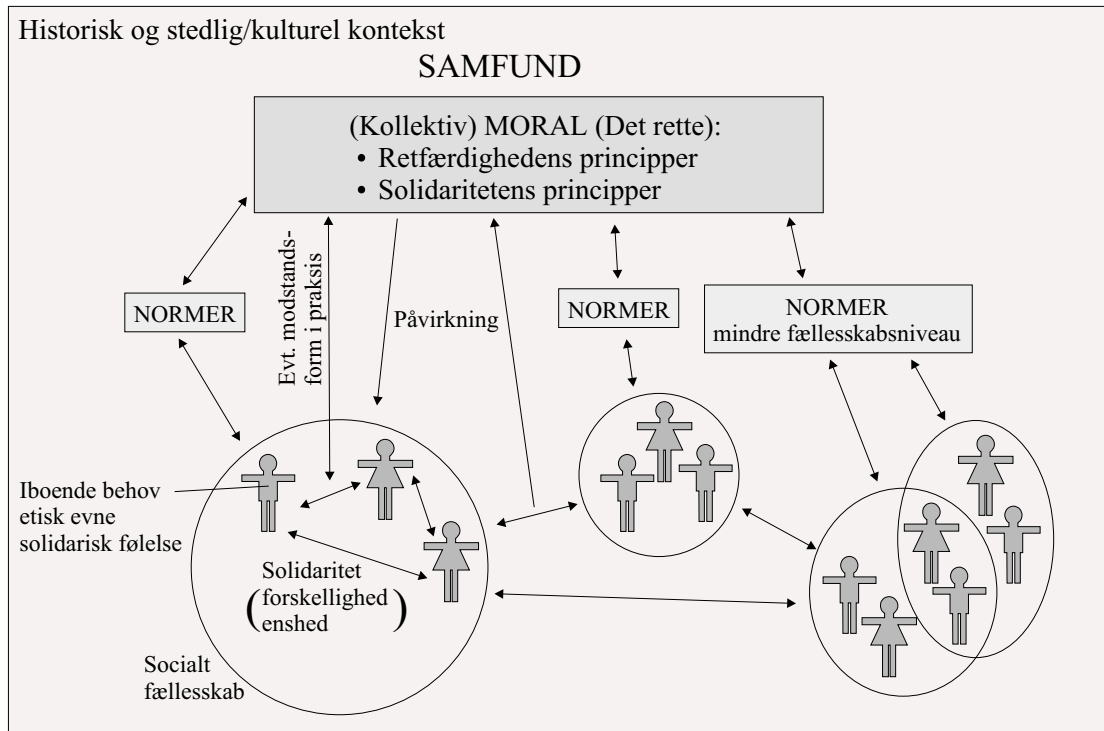 Historisk og stedlig/kulturel kontekst
SAMFUND
(Kollektiv) MORAL (Det rette):
• Retfærdighedens principper
• Solidaritetens principper
Evt. modstands-
form i praksis
NORMER
Påvirkning
NORMER
NORMER
mindre fællesskabsniveau
Iboende behov
etisk evne
solidarisk følelse
Solidaritet
(forskellighed
enshed)
Socialt
fællesskab